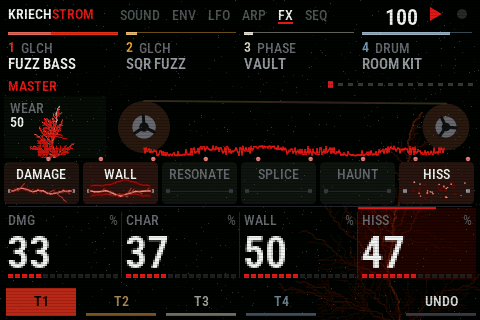 KRIECHSTROM SOUND ENV LFO ARP FX SEQ 100
1 GLCH 2 GLCH 3 PHASE 4 DRUM
FUZZ BASS SQR FUZZ VAULT ROOM KIT
MASTER
WEAR
50
DAMAGE WALL RESONATE SPLICE HAUNT HISS
DMG % CHAR % WALL % HISS %
33 37 50 47
T1 T2 T3 T4 UNDO